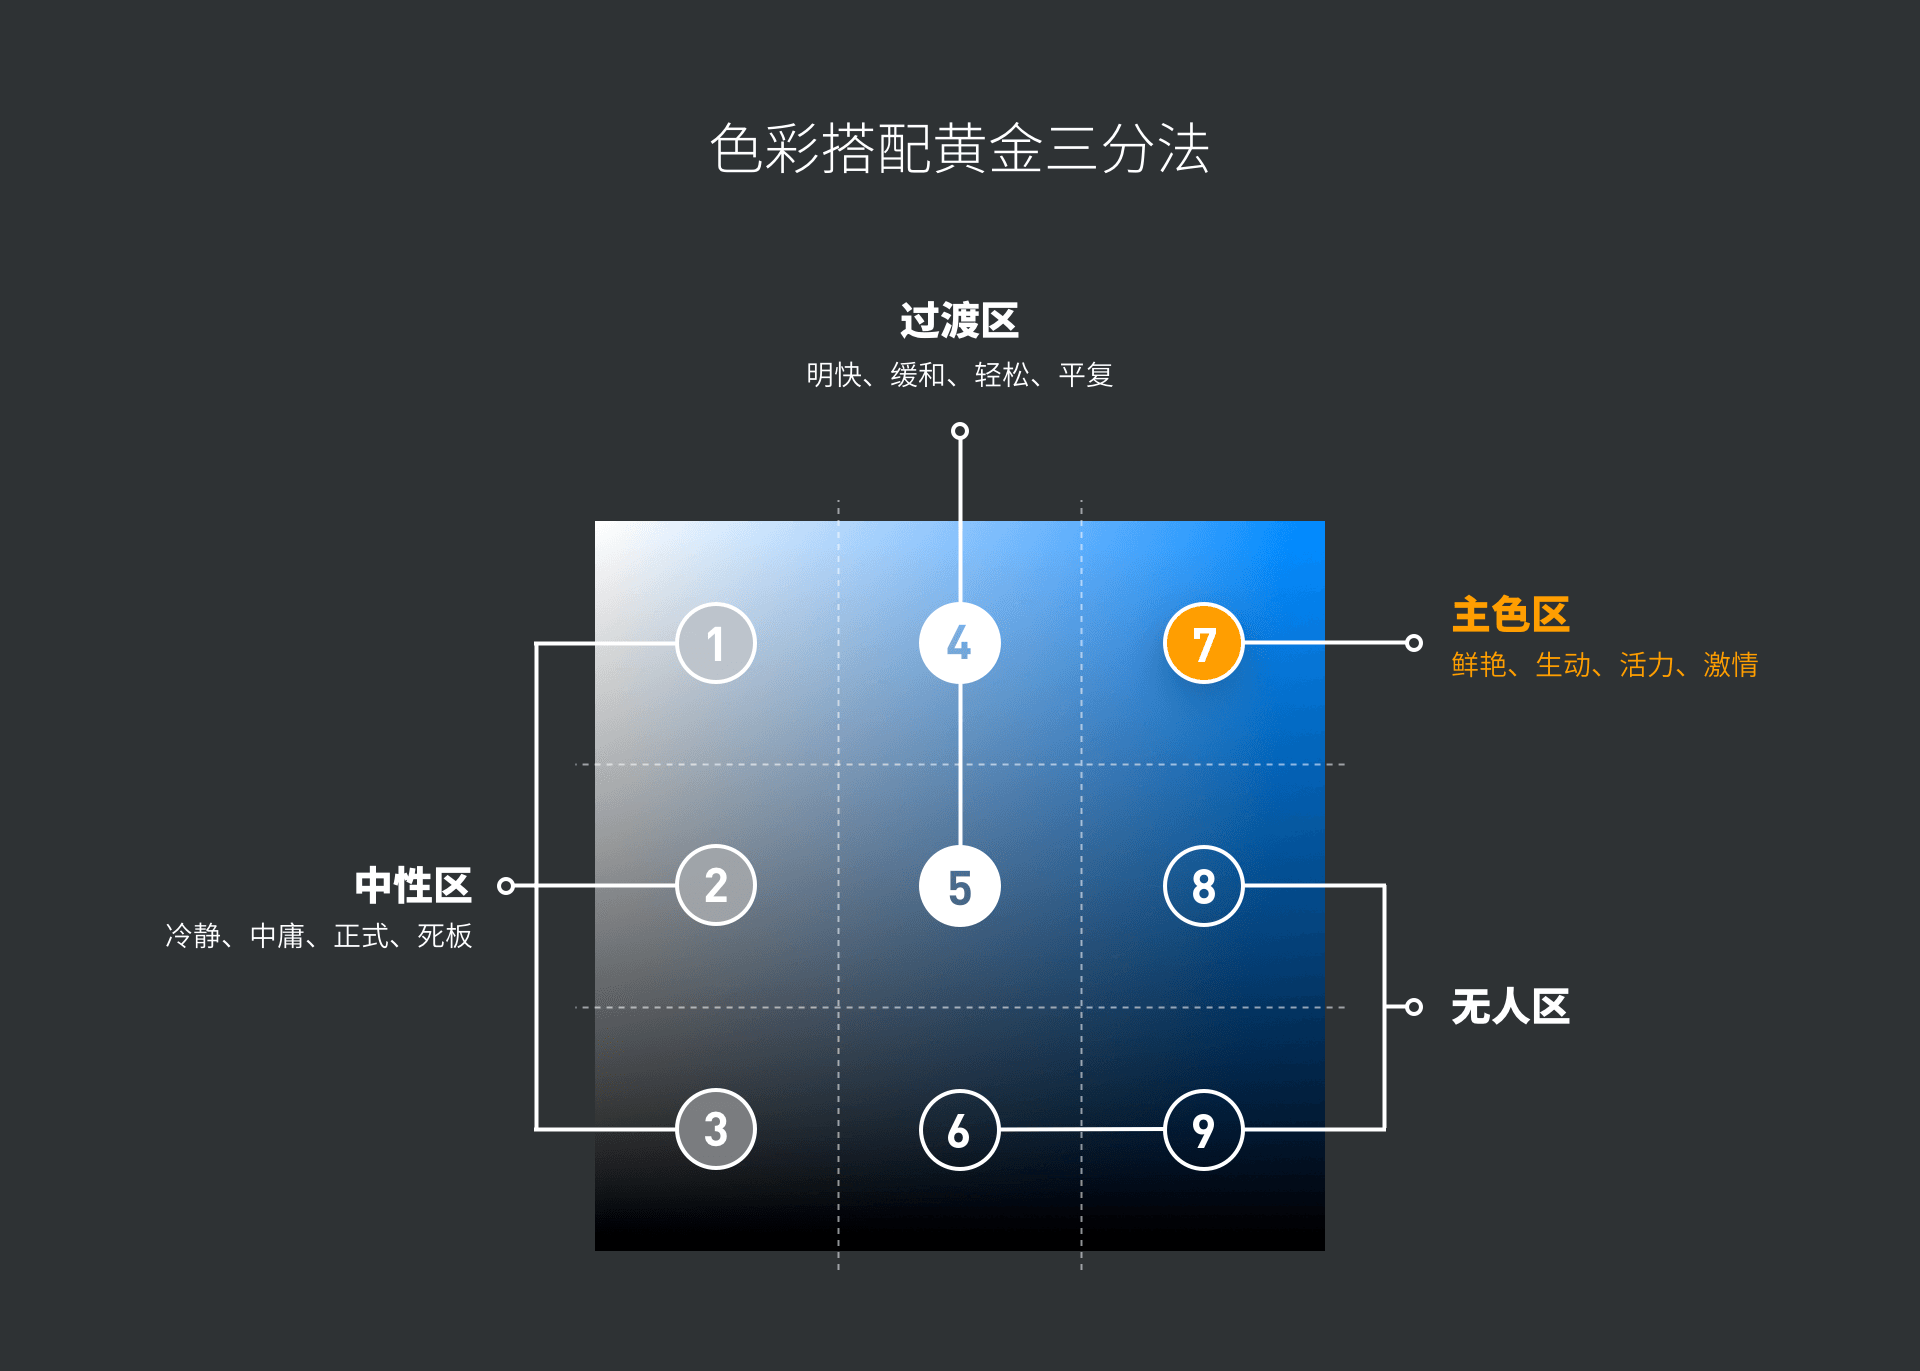 色彩搭配黄金三分法
过渡区
明快、缓和、轻松、平复
1
4
7
主色区
鲜艳、生动、活力、激情
中性区
冷静、中庸、正式、死板
2
5
8
无人区
3
6
9